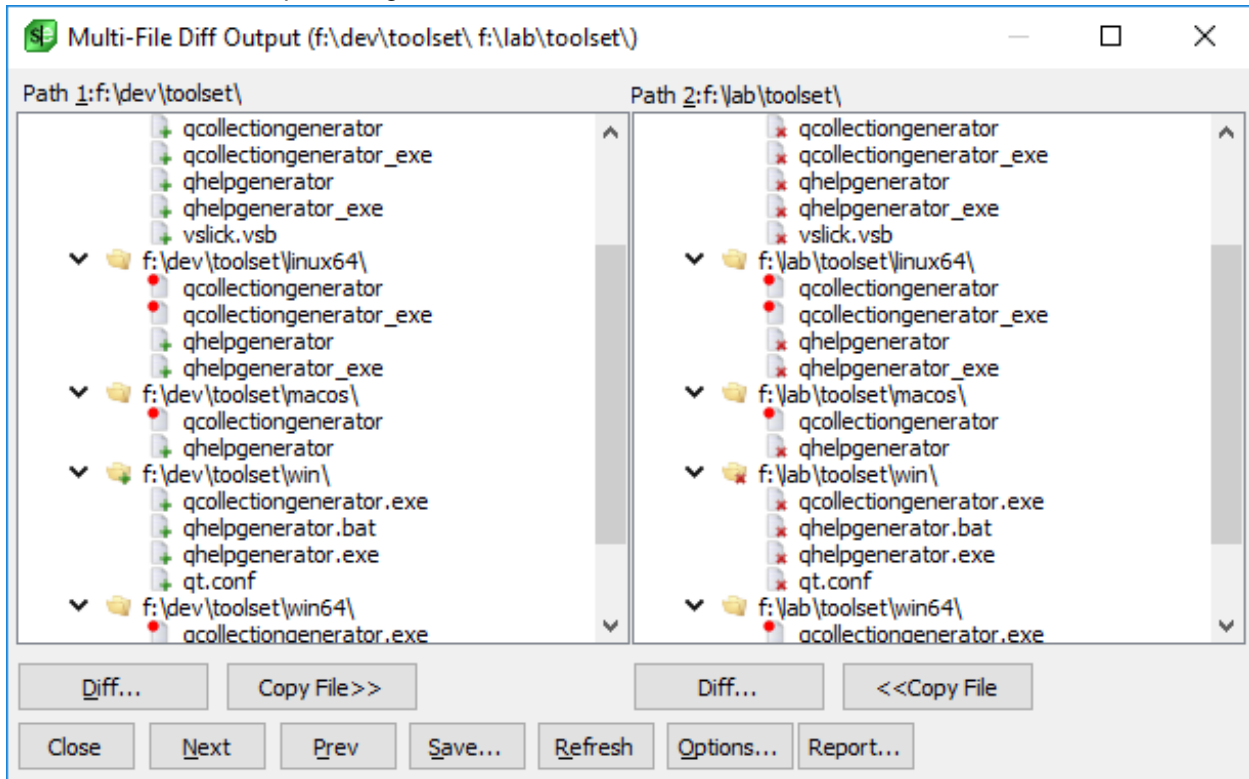 Multi-File Diff Output (f:\dev\toolset\ f:\lab\toolset\)
Path 1:f:\dev\toolset\
qcollectiongenerator
qcollectiongenerator_exe
qhelpgenerator
qhelpgenerator_exe
vslick.vsb
f:\dev\toolset\linux64\
qcollectiongenerator
qcollectiongenerator_exe
qhelpgenerator
qhelpgenerator_exe
f:\dev\toolset\macos\
qcollectiongenerator
qhelpgenerator
f:\dev\toolset\win\
qcollectiongenerator.exe
qhelpgenerator.bat
qhelpgenerator.exe
qt.conf
f:\dev\toolset\win64\
qcollectiongenerator.exe
Path 2:f:\lab\toolset\
qcollectiongenerator
qcollectiongenerator_exe
qhelpgenerator
qhelpgenerator_exe
vslick.vsb
f:\lab\toolset\linux64\
qcollectiongenerator
qcollectiongenerator_exe
qhelpgenerator
qhelpgenerator_exe
f:\lab\toolset\macos\
qcollectiongenerator
qhelpgenerator
f:\lab\toolset\win\
qcollectiongenerator.exe
qhelpgenerator.bat
qhelpgenerator.exe
qt.conf
f:\lab\toolset\win64\
qcollectiongenerator.exe
Diff... Copy File>> Diff... <<Copy File
Close Next Prev Save... Refresh Options... Report...